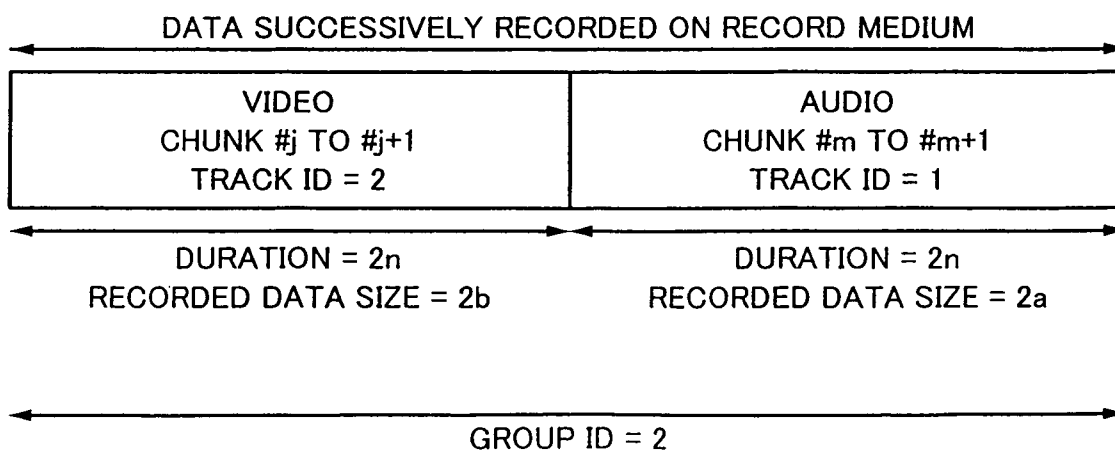 DATA SUCCESSIVELY RECORDED ON RECORD MEDIUM
VIDEO
CHUNK #j TO #j+1
TRACK ID = 2
AUDIO
CHUNK #m TO #m+1
TRACK ID = 1
DURATION = 2n
RECORDED DATA SIZE = 2b
DURATION = 2n
RECORDED DATA SIZE = 2a
GROUP ID = 2